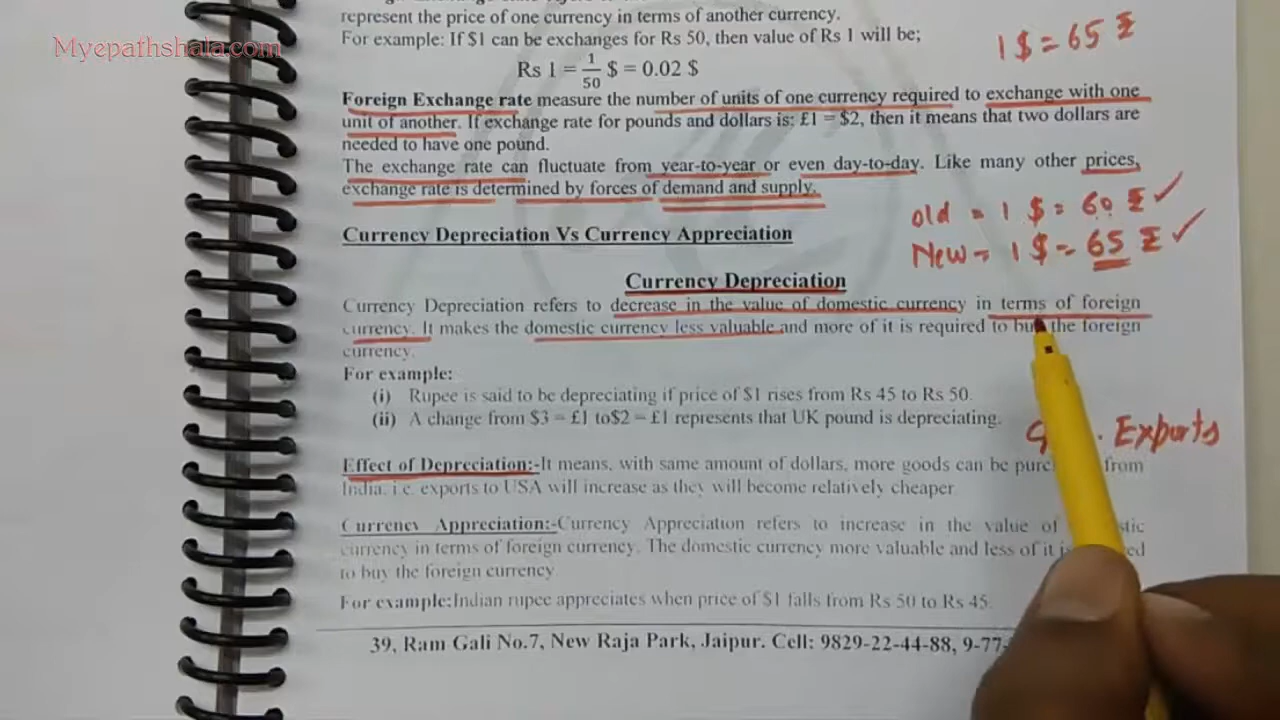 Myepathshala.com
represent the price of one currency in terms of another currency.
For example: If $1 can be exchanges for Rs 50, then value of Rs 1 will be;
1 $ = 65 ₹
Rs 1 = 1/50 $ = 0.02 $
Foreign Exchange rate measure the number of units of one currency required to exchange with one
unit of another. If exchange rate for pounds and dollars is: £1 = $2, then it means that two dollars are
needed to have one pound.
The exchange rate can fluctuate from year-to-year or even day-to-day. Like many other prices,
exchange rate is determined by forces of demand and supply.
old = 1 $ = 60 ₹ ✓
New = 1 $ = 65 ₹ ✓
Currency Depreciation Vs Currency Appreciation
Currency Depreciation
Currency Depreciation refers to decrease in the value of domestic currency in terms of foreign
currency. It makes the domestic currency less valuable and more of it is required to buy the foreign
currency.
For example:
(i) Rupee is said to be depreciating if price of $1 rises from Rs 45 to Rs 50.
(ii) A change from $3 = £1 to$2 = £1 represents that UK pound is depreciating.
Exports
Effect of Depreciation:-It means, with same amount of dollars, more goods can be from
India, i.e. exports to USA will increase as they will become relatively cheaper
Currency Appreciation:-Currency Appreciation refers to increase in the value of
currency in terms of foreign currency. The domestic currency more valuable and less of it
to buy the foreign currency
For example:Indian rupee appreciates when price of $1 falls from Rs 50 to Rs 45.
39, Ram Gali No.7, New Raja Park, Jaipur. Cell: 9829-22-44-88, 9-77-